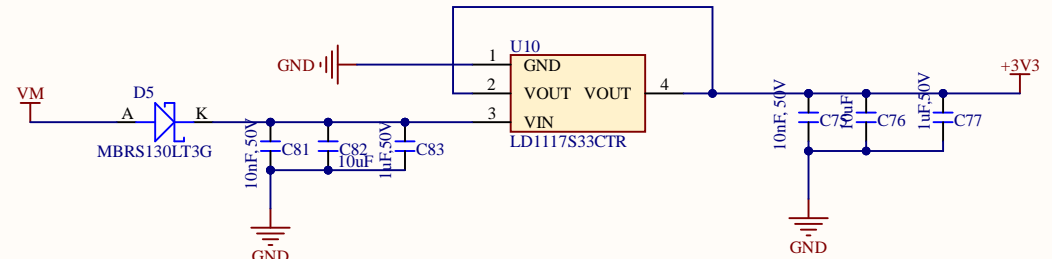 U10
GND
1
GND
VM
D5
A
K
MBRS130LT3G
2
VOUT
VOUT
4
3
VIN
LD1117S33CTR
+3V3
10nF, 50V
C81
C82
10uF
1uF,50V
C83
GND
10nF, 50V
C75
10uF
C76
1uF,50V
C77
GND